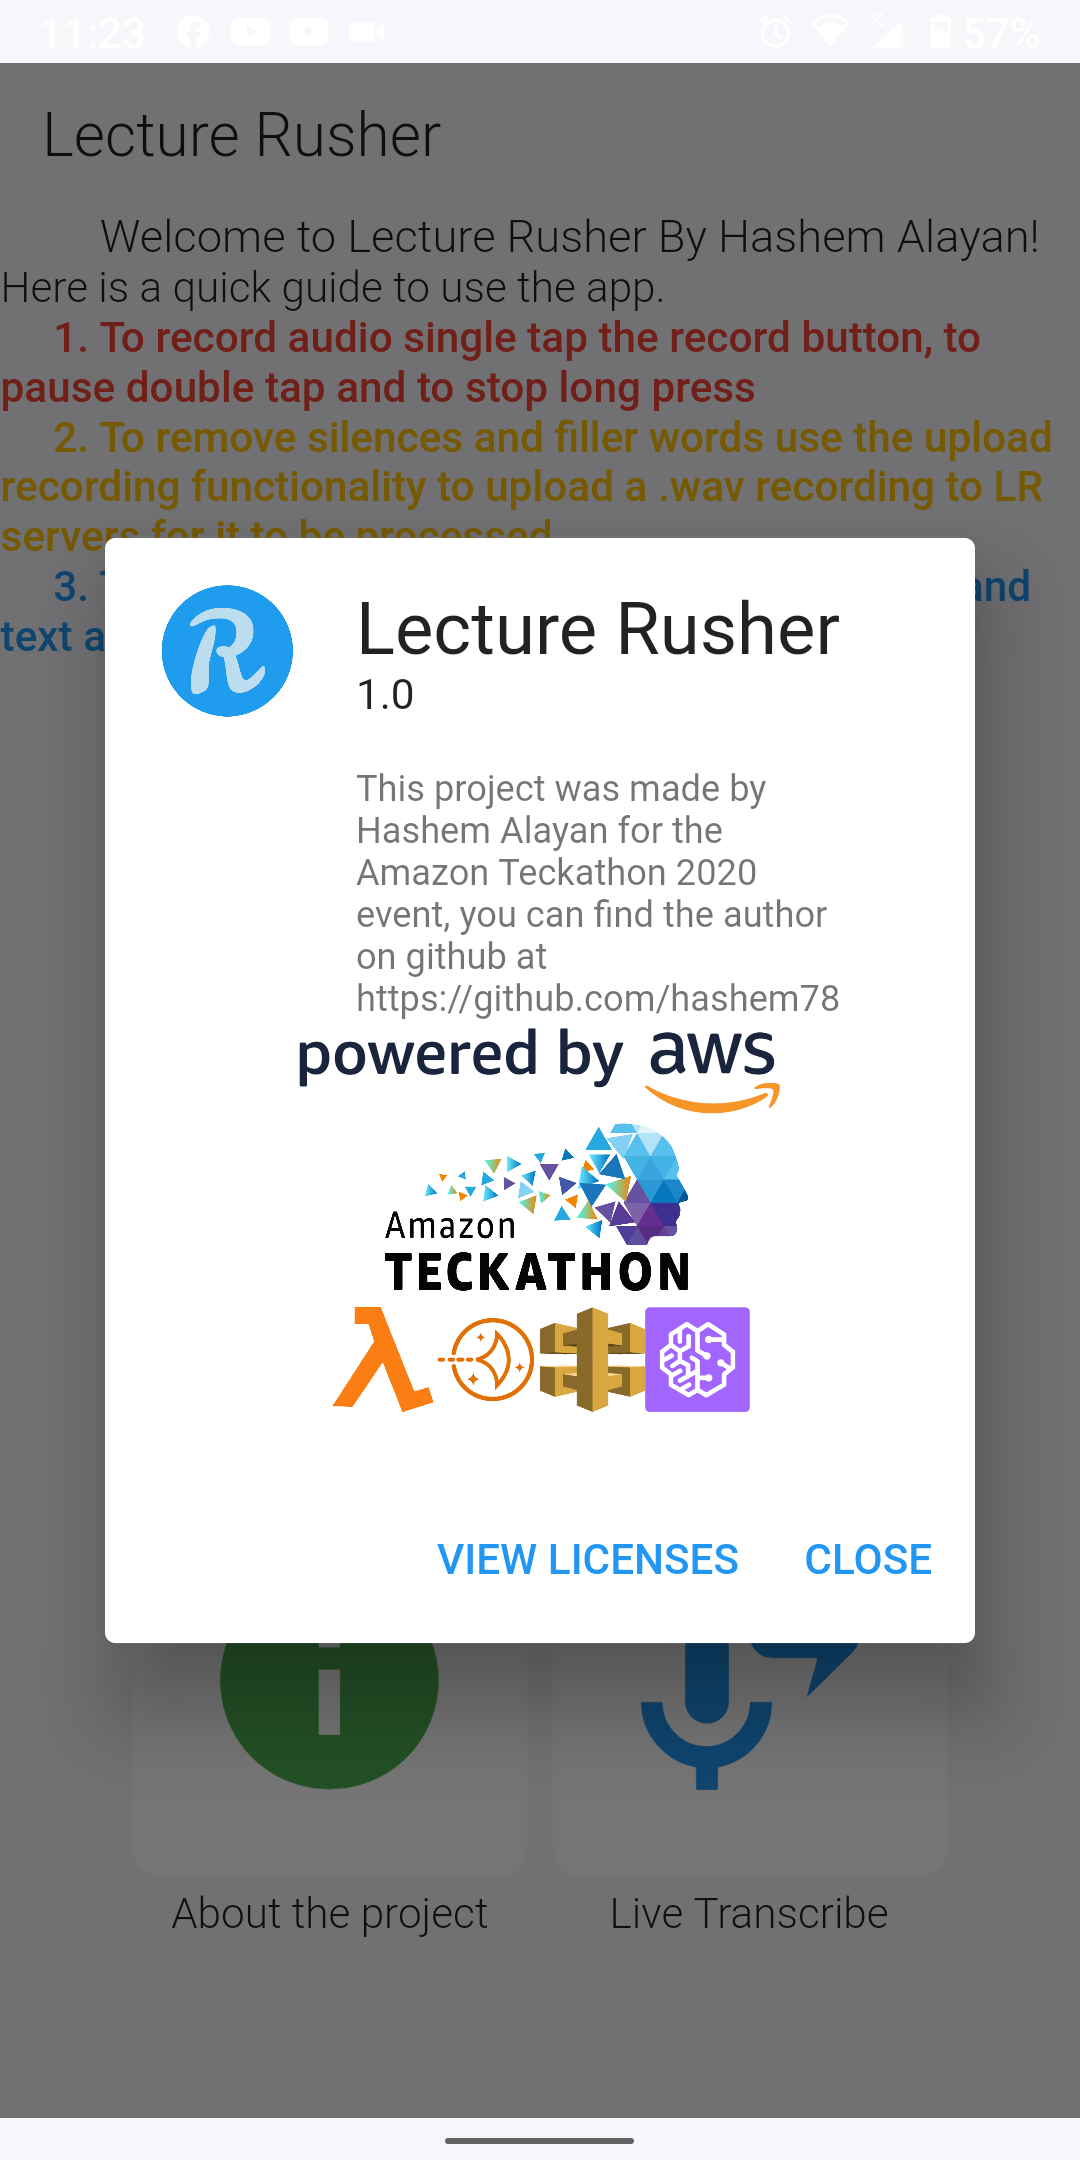 11:23
57%
Lecture Rusher
Welcome to Lecture Rusher By Hashem Alayan!
Here is a quick guide to use the app.
1. To record audio single tap the record button, to
pause double tap and to stop long press
2. To remove silences and filler words use the upload
recording functionality to upload a .wav recording to LR
servers for it to be processed
3. and
text a
R
Lecture Rusher
1.0
This project was made by
Hashem Alayan for the
Amazon Teckathon 2020
event, you can find the author
on github at
https://github.com/hashem78
powered by aws
Amazon
TECKATHON
VIEW LICENSES CLOSE
About the project Live Transcribe